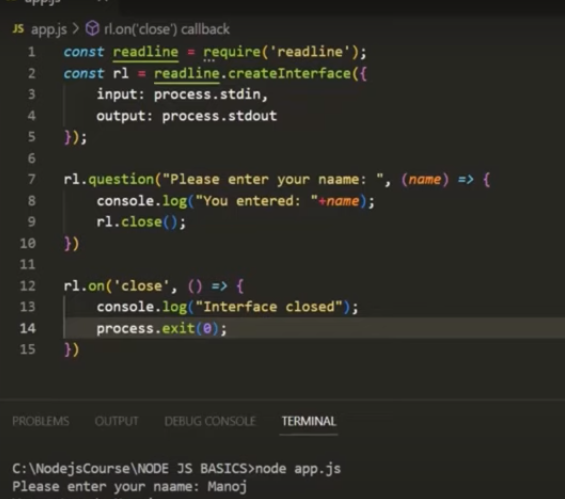 app.js
JS app.js > rl.on('close') callback
1 const readline = require('readline');
2 const rl = readline.createInterface({
3 input: process.stdin,
4 output: process.stdout
5 });
6
7 rl.question("Please enter your naame: ", (name) => {
8 console.log("You entered: "+name);
9 rl.close();
10 })
11
12 rl.on('close', () => {
13 console.log("Interface closed");
14 process.exit(0);
15 })
PROBLEMS OUTPUT DEBUG CONSOLE TERMINAL
C:\NodejsCourse\NODE JS BASICS>node app.js
Please enter your naame: Manoj